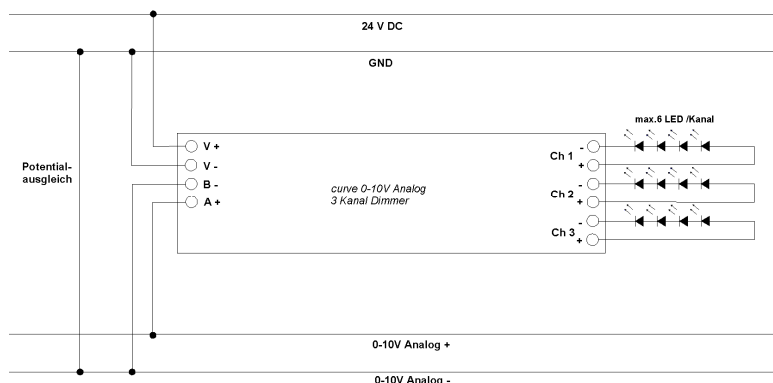 24 V DC
GND
max.6 LED /Kanal
V +
V -
B -
A +
Potential-
ausgleich
curve 0-10V Analog
3 Kanal Dimmer
Ch 1
-
+
Ch 2
-
+
Ch 3
-
+
0-10V Analog +
0-10V Analog -